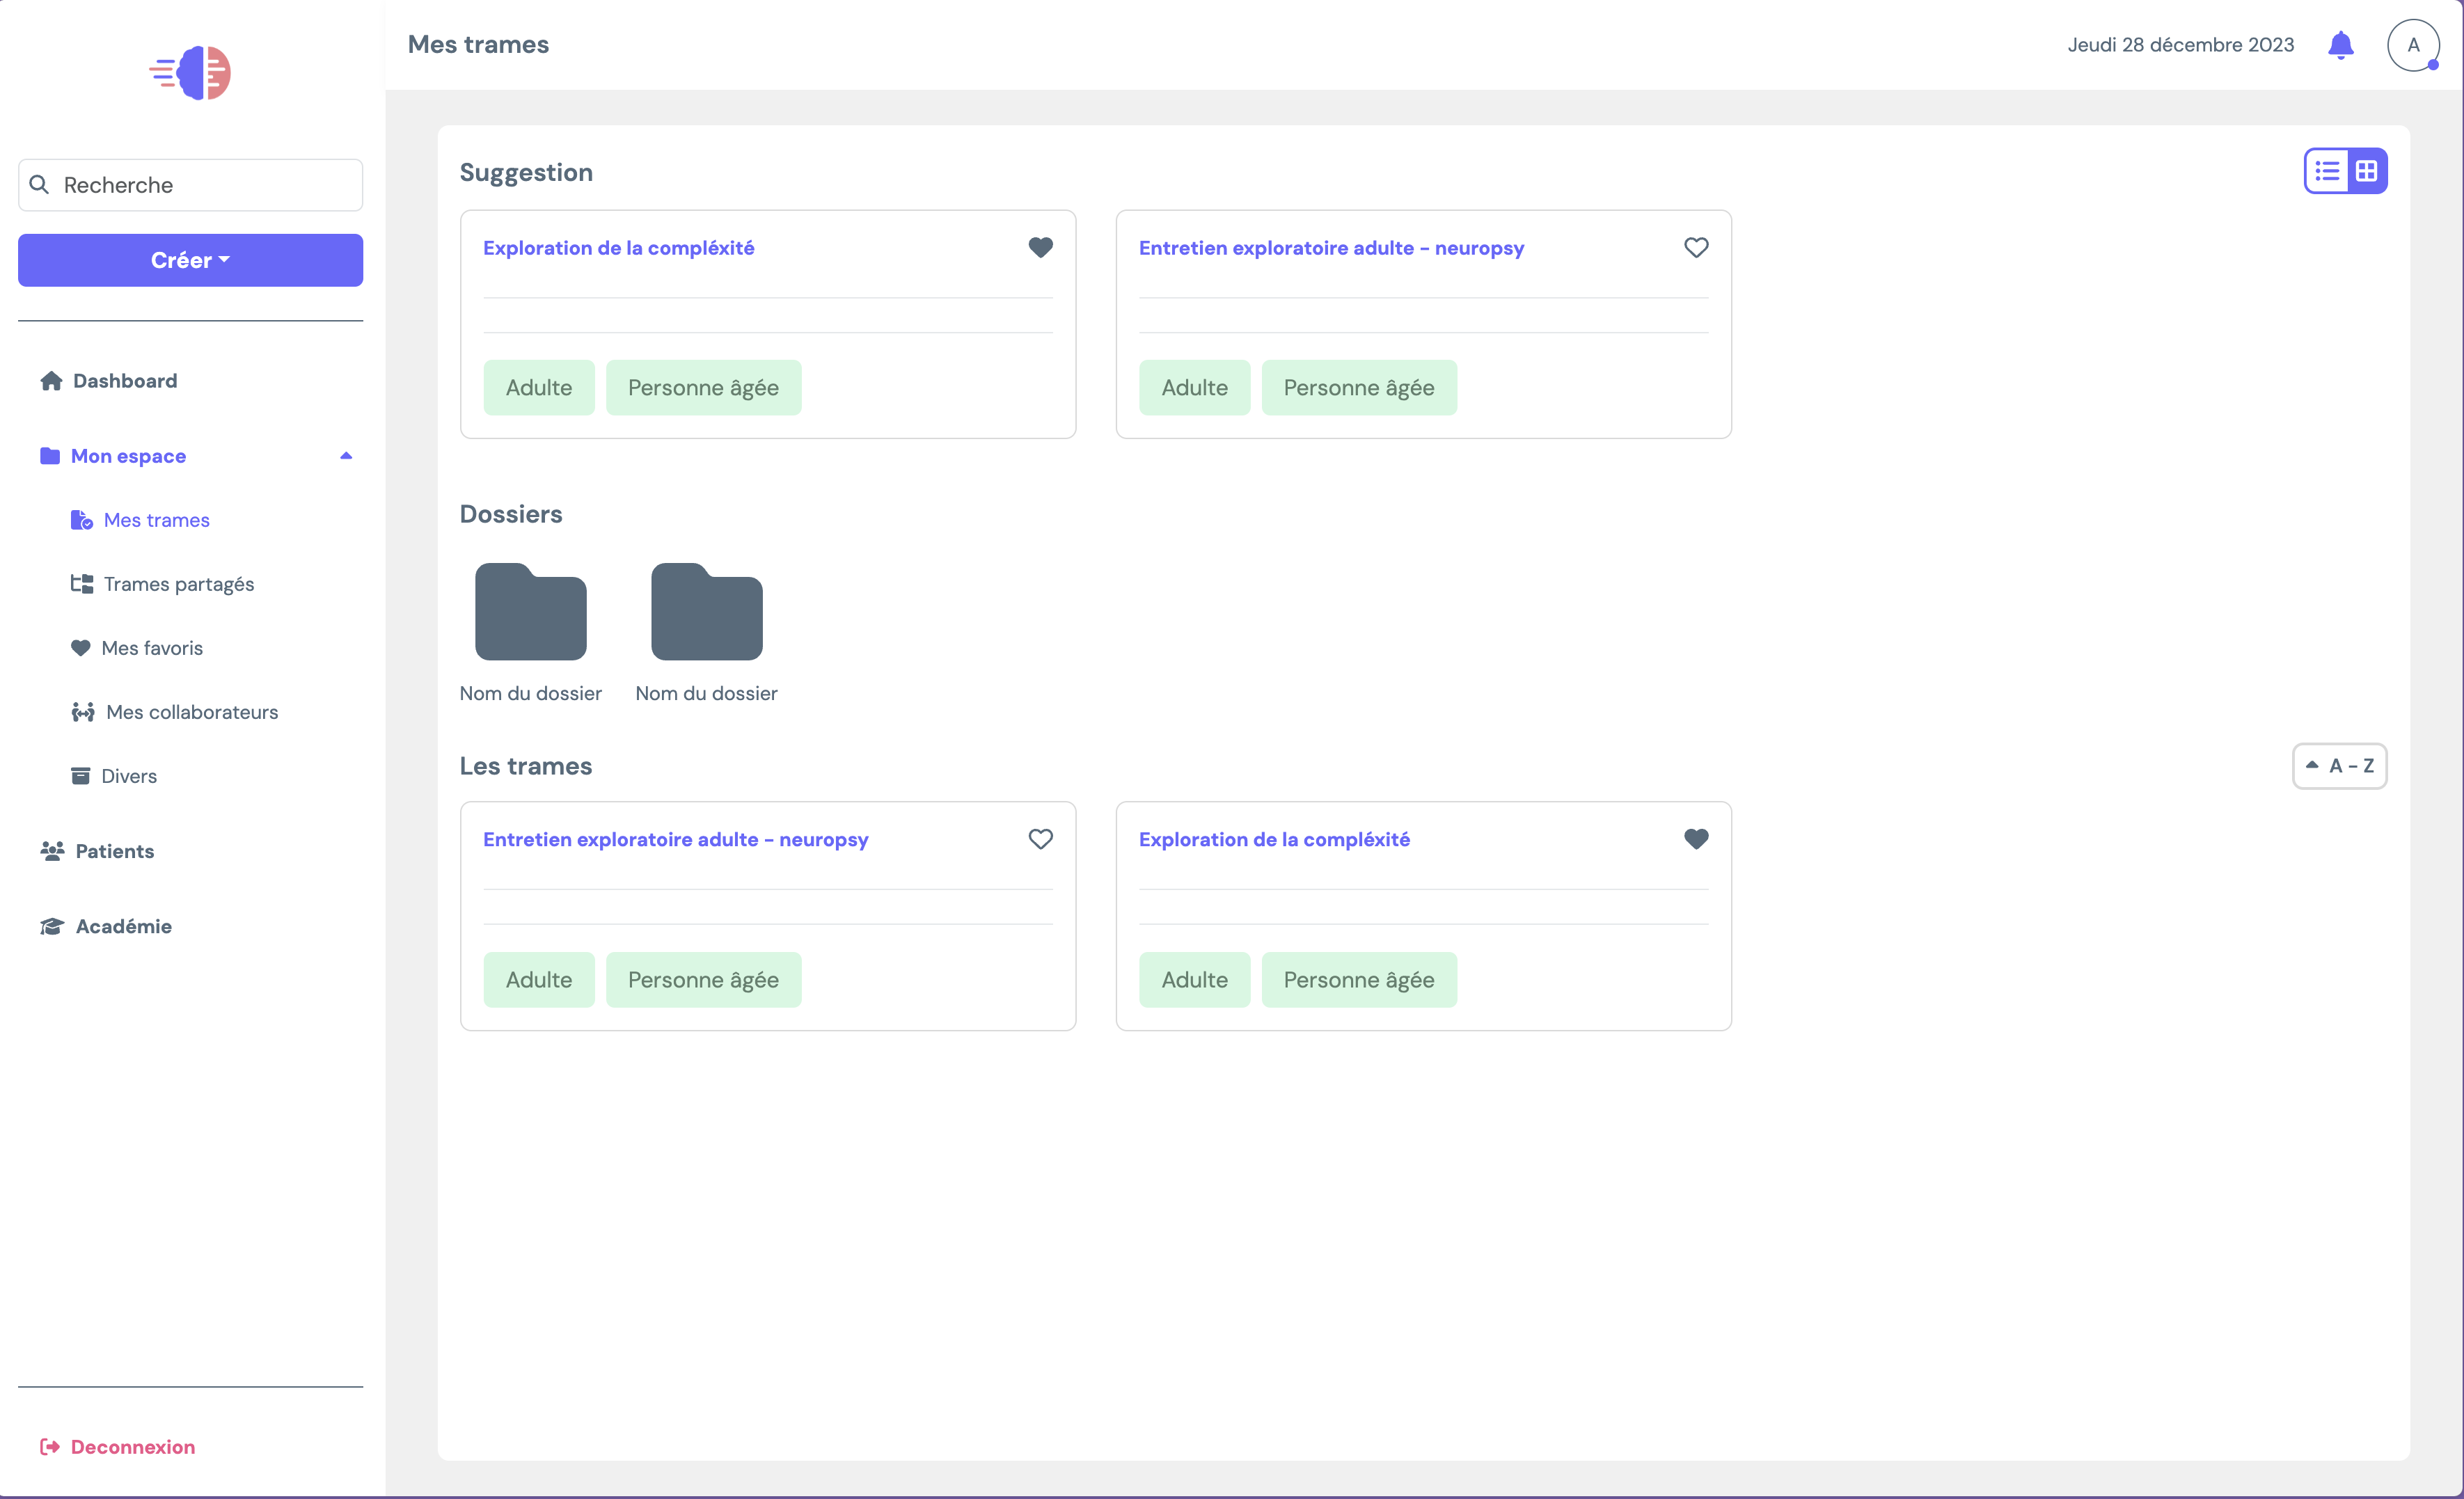 Mes trames
Jeudi 28 décembre 2023
A
Recherche
Créer
Dashboard
Mon espace
Mes trames
Trames partagés
Mes favoris
Mes collaborateurs
Divers
Patients
Académie
Deconnexion
Suggestion
Exploration de la compléxité
Adulte
Personne âgée
Entretien exploratoire adulte - neuropsy
Adulte
Personne âgée
Dossiers
Nom du dossier
Nom du dossier
Les trames
A - Z
Entretien exploratoire adulte - neuropsy
Adulte
Personne âgée
Exploration de la compléxité
Adulte
Personne âgée